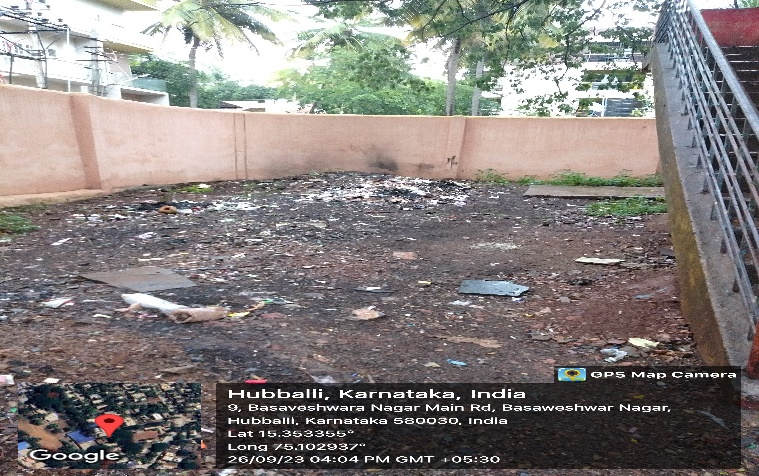 GPS Map Camera
Hubballi, Karnataka, India
9, Basaveshwara Nagar Main Rd, Basaweshwar Nagar,
Hubballi, Karnataka 580030, India
Lat 15.353355°
Long 75.102937°
26/09/23 04:04 PM GMT +05:30
Google